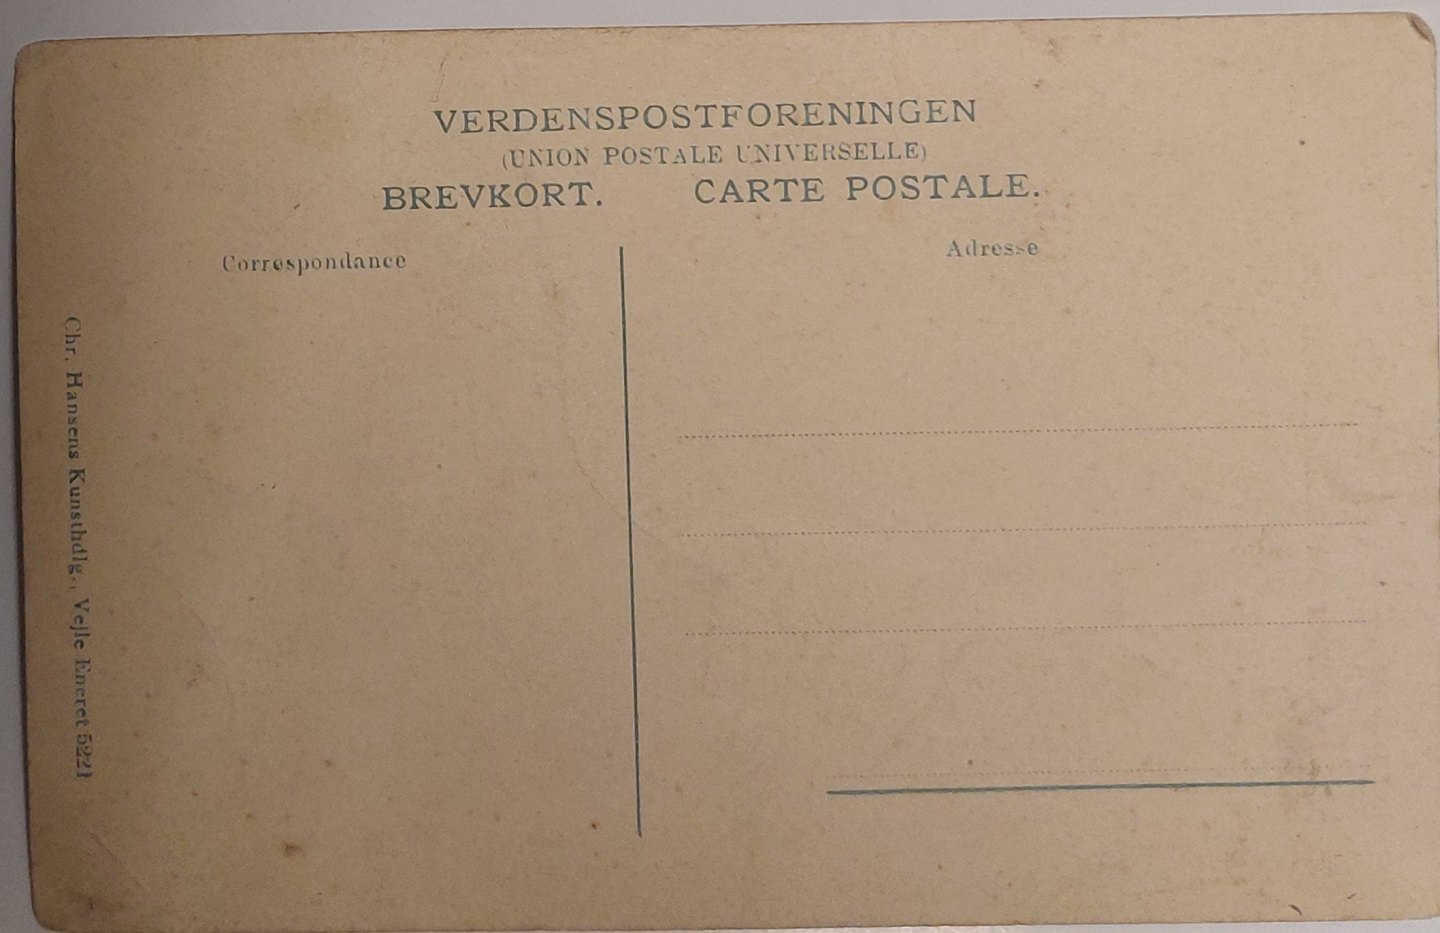 VERDENSPOSTFORENINGEN
(UNION POSTALE UNIVERSELLE)
BREVKORT. CARTE POSTALE.
Correspondance
Adresse
Chr. Hansens Kunsthdlg., Vejle Eneret 5221